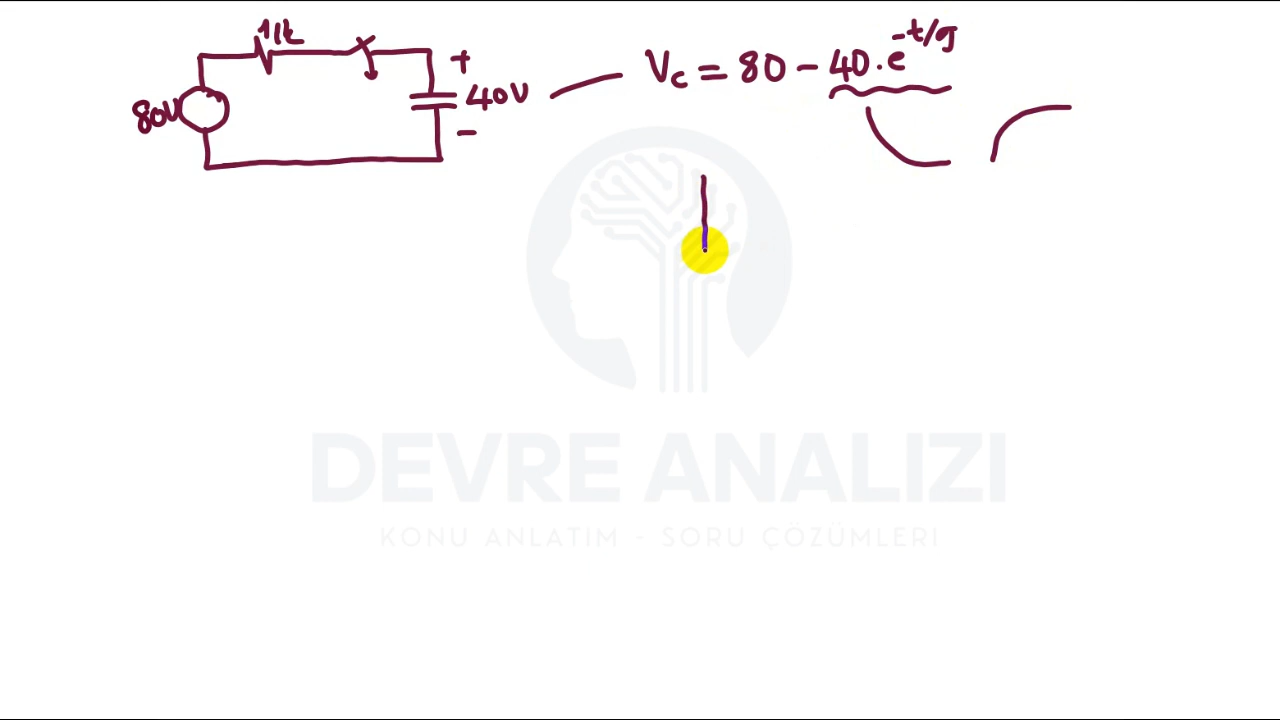 1k
80V
+
40V
−
Vc = 80 − 40.e^-t/σ
DEVRE ANALIZI
KONU ANLATIM - SORU ÇÖZÜMLERI